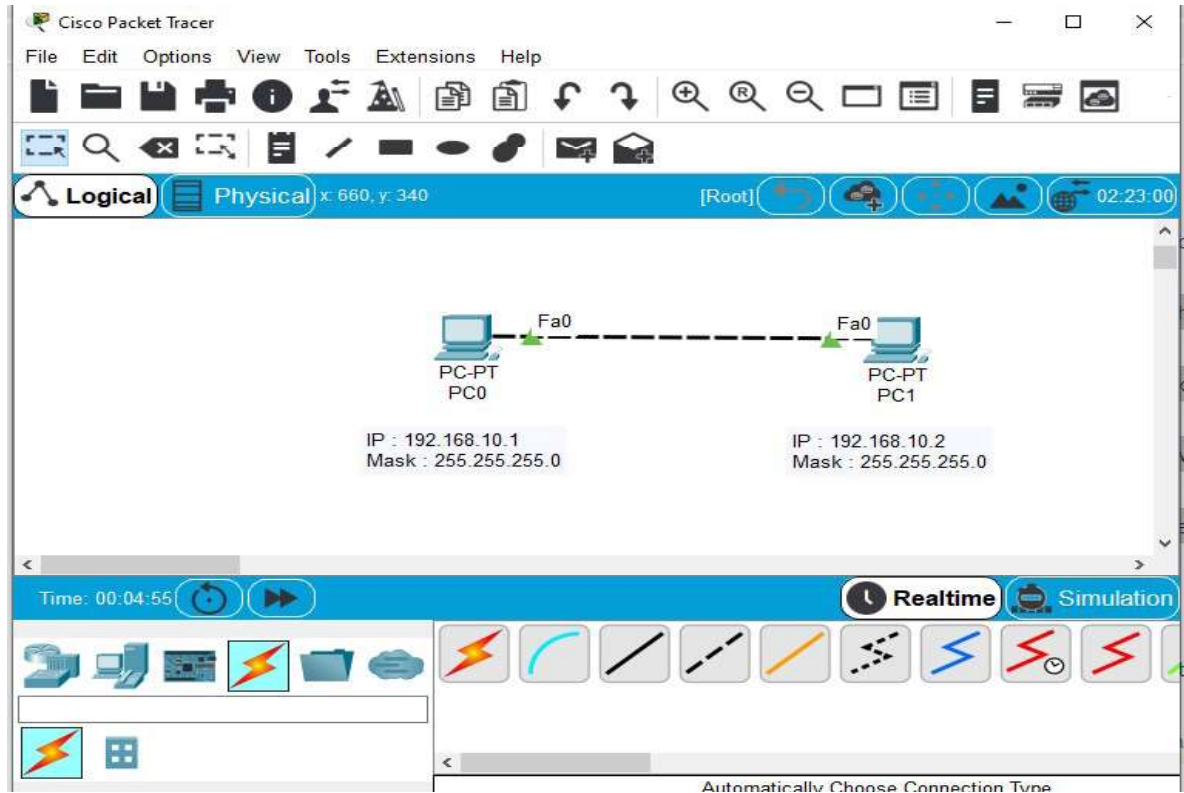 Cisco Packet Tracer
File Edit Options View Tools Extensions Help
Logical Physical x: 660, y: 340 [Root] 02:23:00
Fa0 Fa0
PC-PT PC-PT
PC0 PC1
IP : 192.168.10.1 IP : 192.168.10.2
Mask : 255.255.255.0 Mask : 255.255.255.0
Time: 00:04:55 Realtime Simulation
Automatically Choose Connection Type